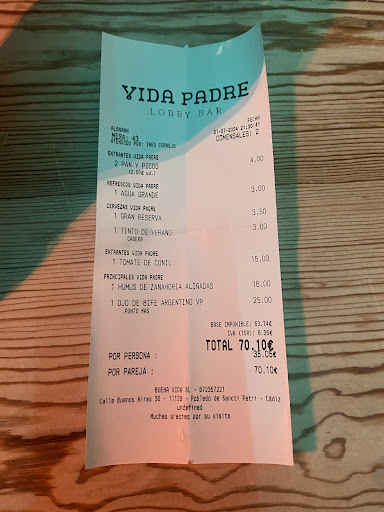 VIDA PADRE
LOBBY BAR
FECHA
ALBARAN 31-07-2024 21:30:41
MESA: 43 COMENSALES: 2
ATENDIDO POR: INES CORNEJO
ENTRANTES VIDA PADRE
2 PAN Y PICOS 4.00
(2.00€ ud.)
REFRESCOS VIDA PADRE
1 AGUA GRANDE 3.00
CERVEZAS VIDA PADRE
1 GRAN RESERVA 3.50
1 TINTO DE VERANO 3.60
CASERA
ENTRANTES VIDA PADRE
1 TOMATE DE CONIL 15.00
PRINCIPALES VIDA PADRE
1 HUMUS DE ZANAHORIA ALIÑADAS 16.00
1 OJO DE BIFE ARGENTINO VP 25.00
PUNTO MAS
BASE IMPONIBLE: 63.74€
IVA (10%): 6.36€
TOTAL 70.10€
POR PERSONA : 35.05€
POR PAREJA : 70.10€
BUENA VIDA SL - B72357221
Calle Buenos Aires 30 - 11139 - Poblado de Sancti Petri - Cádiz
undefined
Muchas gracias por su visita